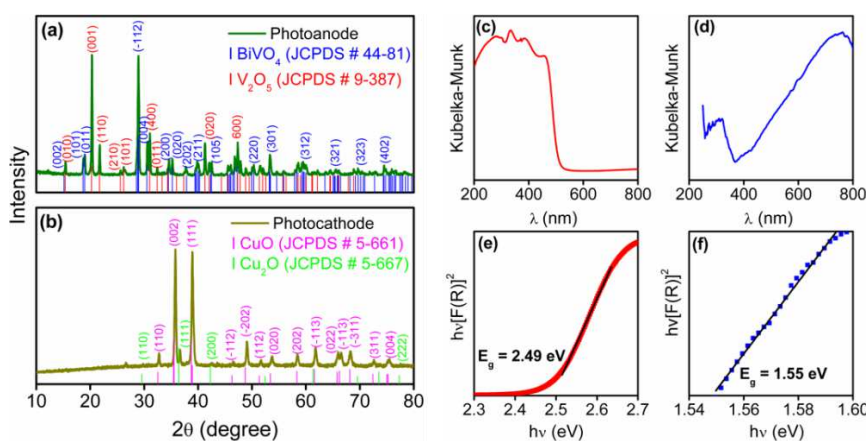 (a)
Photoanode
I BiVO₄ (JCPDS # 44-81)
I V₂O₅ (JCPDS # 9-387)
(002)
(010)
(101)
(011)
(001)
(110)
(210)
(101)
(-112)
(004)
(400)
(011)
(200)
(020)
(202)
(211)
(020)
(105)
600)
(220)
(301)
(312)
(321)
(323)
(402)
(b)
Photocathode
I CuO (JCPDS # 5-661)
I Cu₂O (JCPDS # 5-667)
(110)
(110)
(002)
(111)
(111)
(200)
(-112)
(-202)
(112)
(020)
(202)
(-113)
(022)
(-113)
(-311)
(311)
(004)
(222)
Intensity
10 20 30 40 50 60 70 80
2θ (degree)
(c)
Kubelka-Munk
200 400 600 800
λ (nm)
(d)
Kubelka-Munk
200 400 600 800
λ (nm)
(e)
hν[F(R)]²
E_g = 2.49 eV
2.3 2.4 2.5 2.6 2.7
hν (eV)
(f)
hν[F(R)]²
E_g = 1.55 eV
1.54 1.56 1.58 1.60
hν (eV)